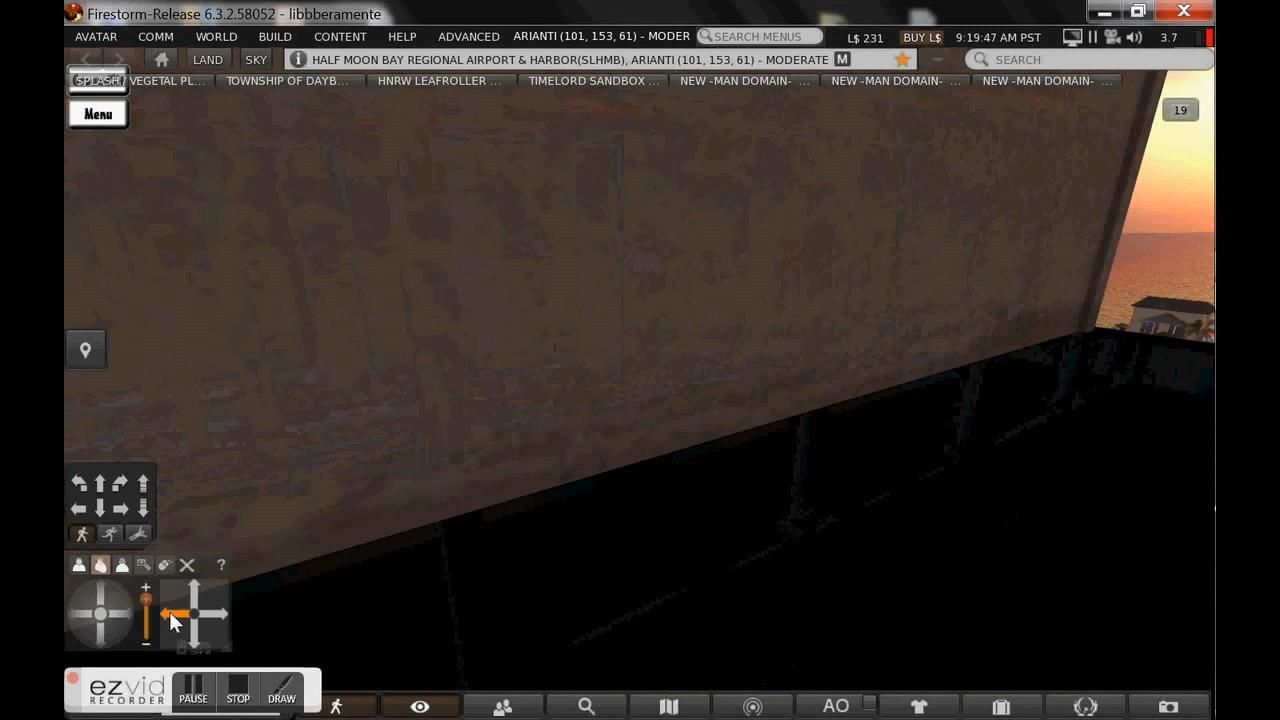 Firestorm-Release 6.3.2.58052 - libbberamente
AVATAR COMM WORLD BUILD CONTENT HELP ADVANCED ARIANTI (101, 153, 61) - MODER SEARCH MENUS L$ 231 BUY L$ 9:19:47 AM PST 3.7
LAND SKY HALF MOON BAY REGIONAL AIRPORT & HARBOR(SLHMB), ARIANTI (101, 153, 61) - MODERATE M SEARCH
SPLASH VEGETAL PL... TOWNSHIP OF DAYB... HNRW LEAFROLLER ... TIMELORD SANDBOX ... NEW -MAN DOMAIN- ... NEW -MAN DOMAIN- ... NEW -MAN DOMAIN- ...
Menu
19
?
+
-
ezvid
RECORDER
PAUSE STOP DRAW
AO